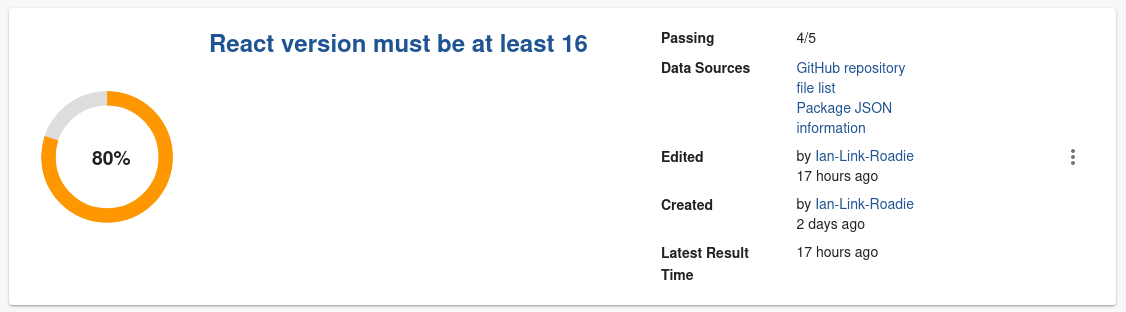 React version must be at least 16
80%
Passing 4/5
Data Sources GitHub repository
file list
Package JSON
information
Edited by Ian-Link-Roadie
17 hours ago
Created by Ian-Link-Roadie
2 days ago
Latest Result 17 hours ago
Time